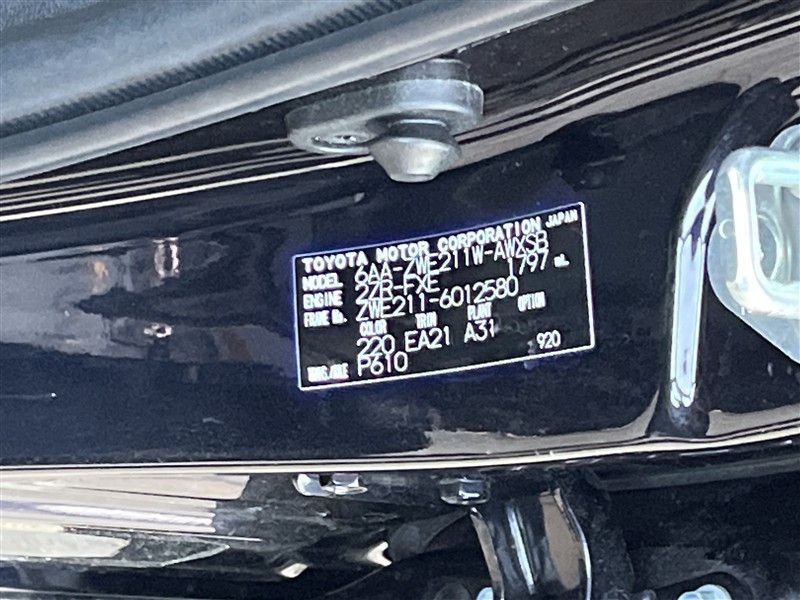 TOYOTA MOTOR CORPORATION JAPAN
MODEL 6AA-ZWE211W-AWXSB
ENGINE 2ZR-FXE 1797 mL
FRAME No. ZWE211-6012580
COLOR TRIM PLANT OPTION
220 EA21 A31
TRANS./AXLE P610 920